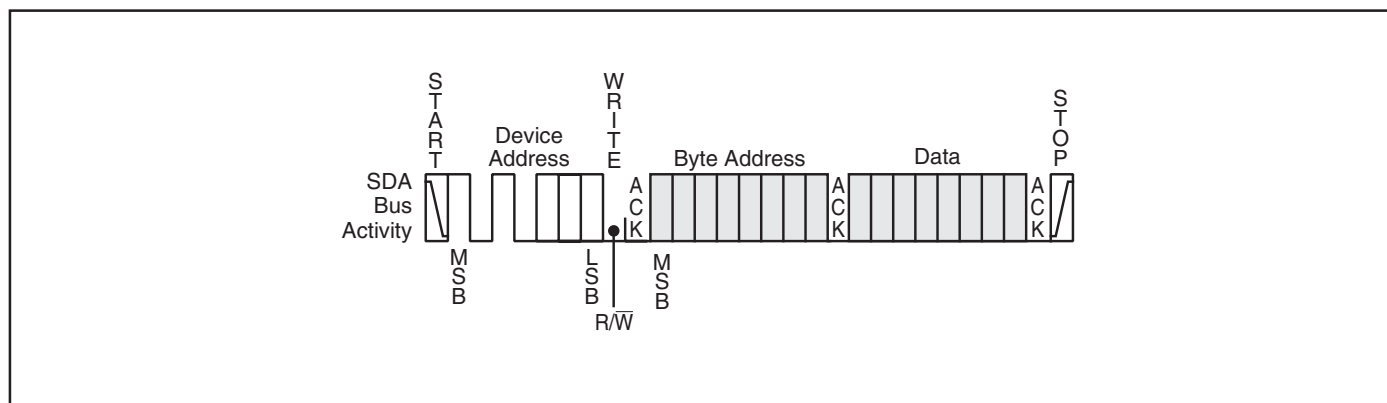 START
WRITE
STOP
Device
Address
Byte Address
Data
SDA
Bus
Activity
ACK
ACK
ACK
MSB
LSB
MSB
R/W̅